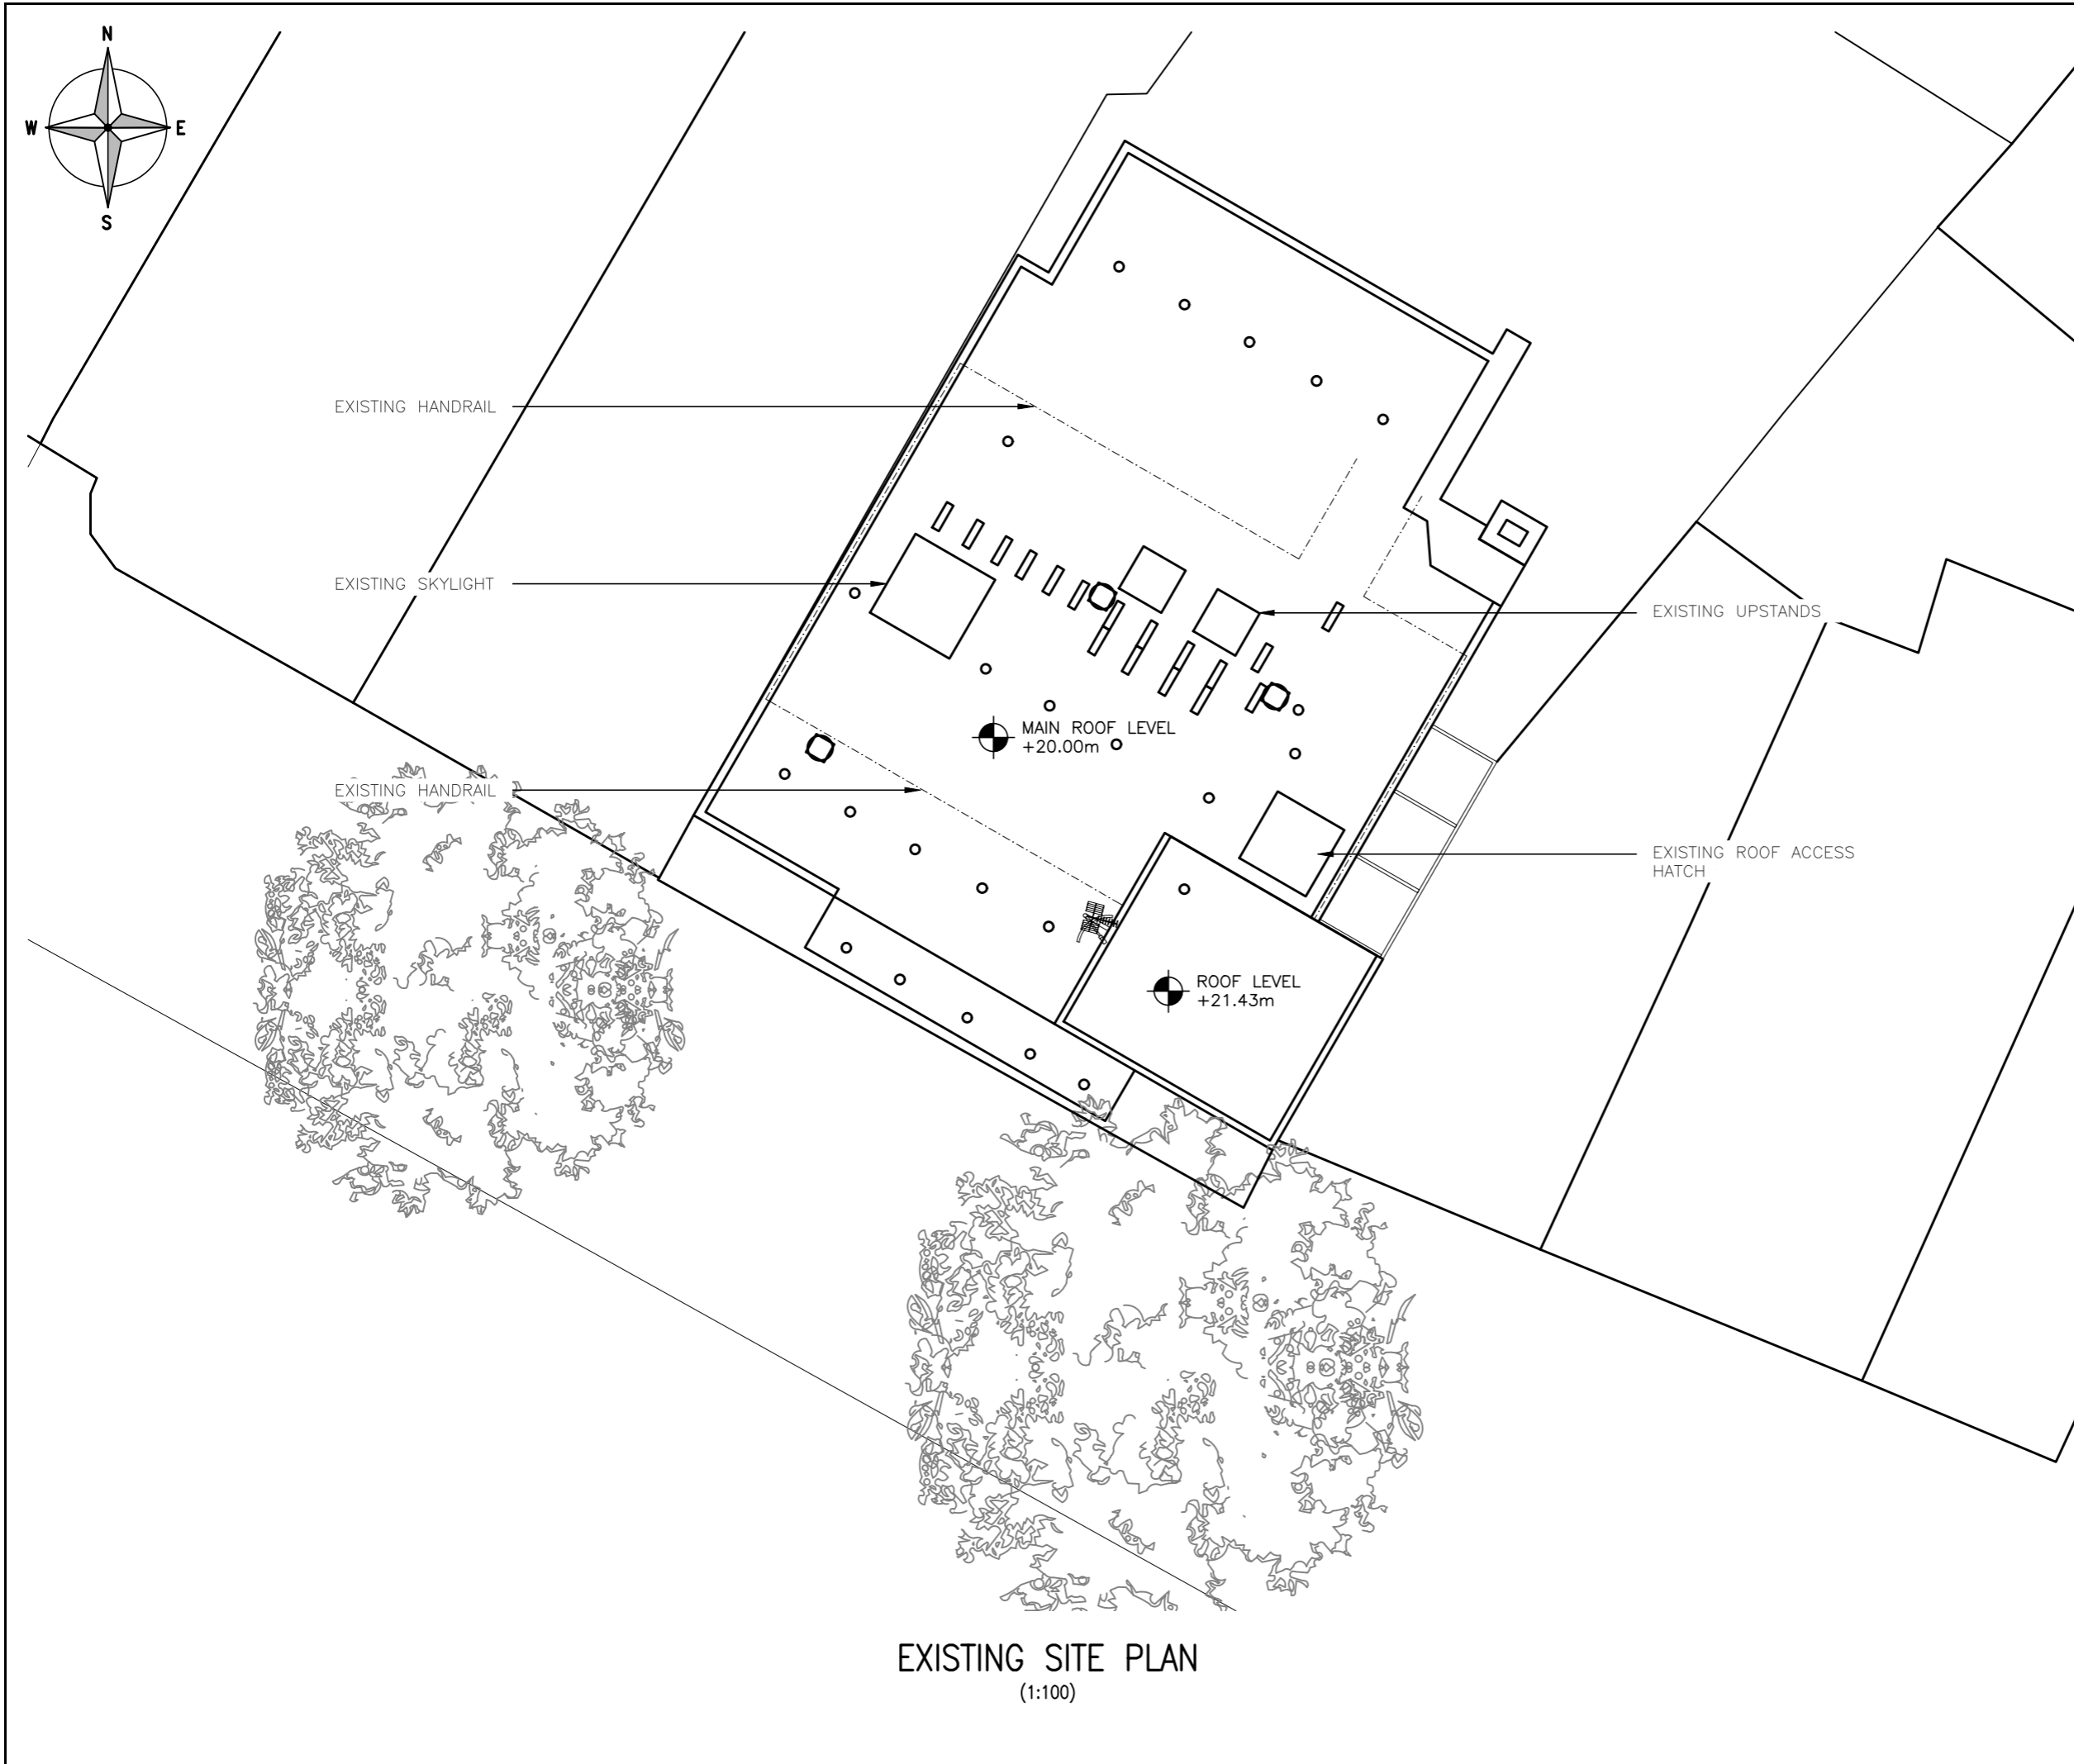 N
W
E
S
EXISTING HANDRAIL
EXISTING SKYLIGHT
EXISTING UPSTANDS
MAIN ROOF LEVEL
+20.00m
EXISTING HANDRAIL
EXISTING ROOF ACCESS
HATCH
ROOF LEVEL
+21.43m
EXISTING SITE PLAN
(1:100)